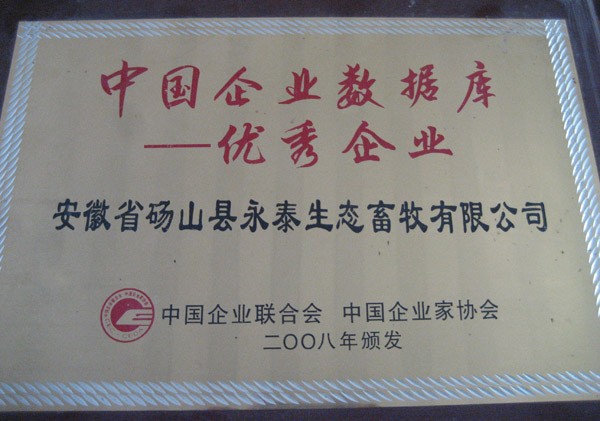 中国企业数据库
——优秀企业
安徽省砀山县永泰生态畜牧有限公司
中国企业联合会 中国企业家协会
二〇〇八年颁发